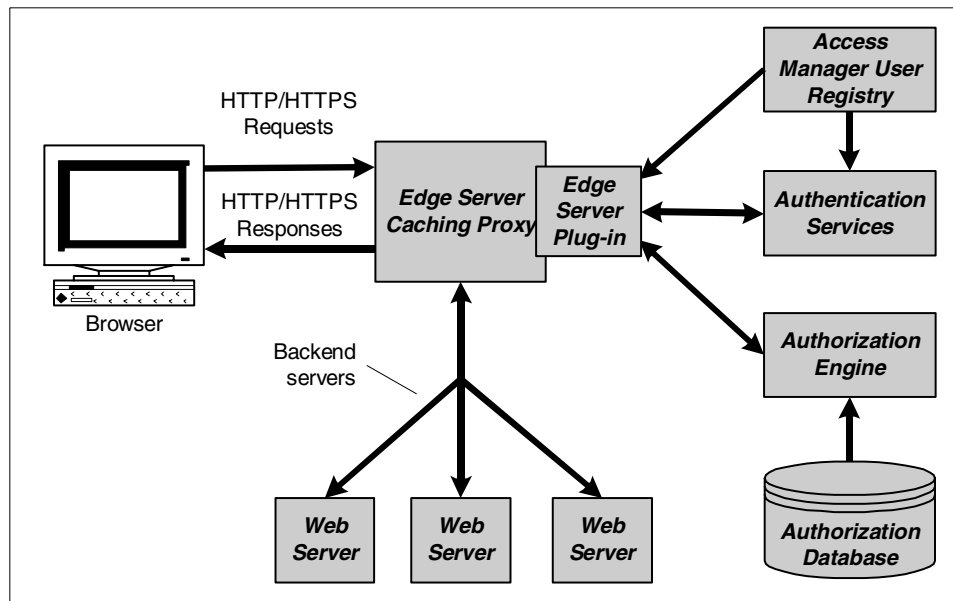 HTTP/HTTPS
Requests
HTTP/HTTPS
Responses
Browser
Edge Server
Caching Proxy
Edge
Server
Plug-in
Access
Manager User
Registry
Authentication
Services
Authorization
Engine
Authorization
Database
Backend
servers
Web
Server
Web
Server
Web
Server